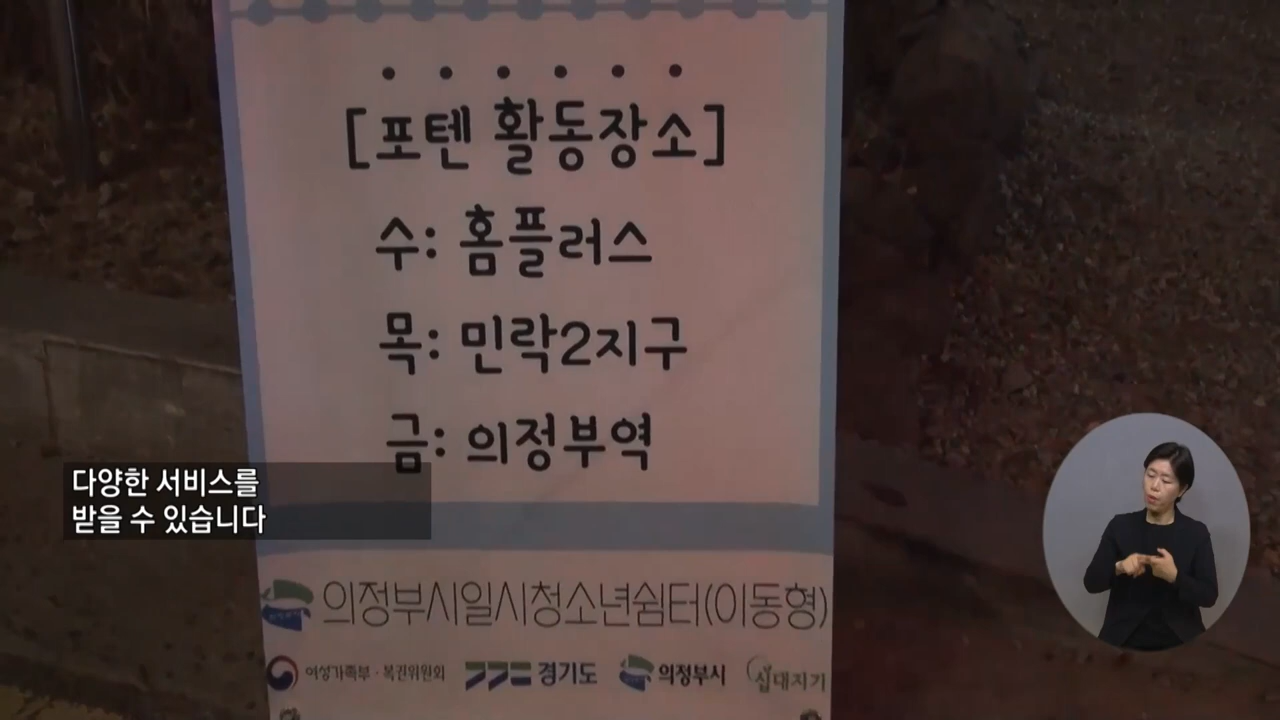 [포텐 활동장소]
수: 홈플러스
목: 민락2지구
금: 의정부역
다양한 서비스를
받을 수 있습니다
의정부시일시청소년쉼터(이동형)
여성가족부·복권위원회 경기도 의정부시 십대지기